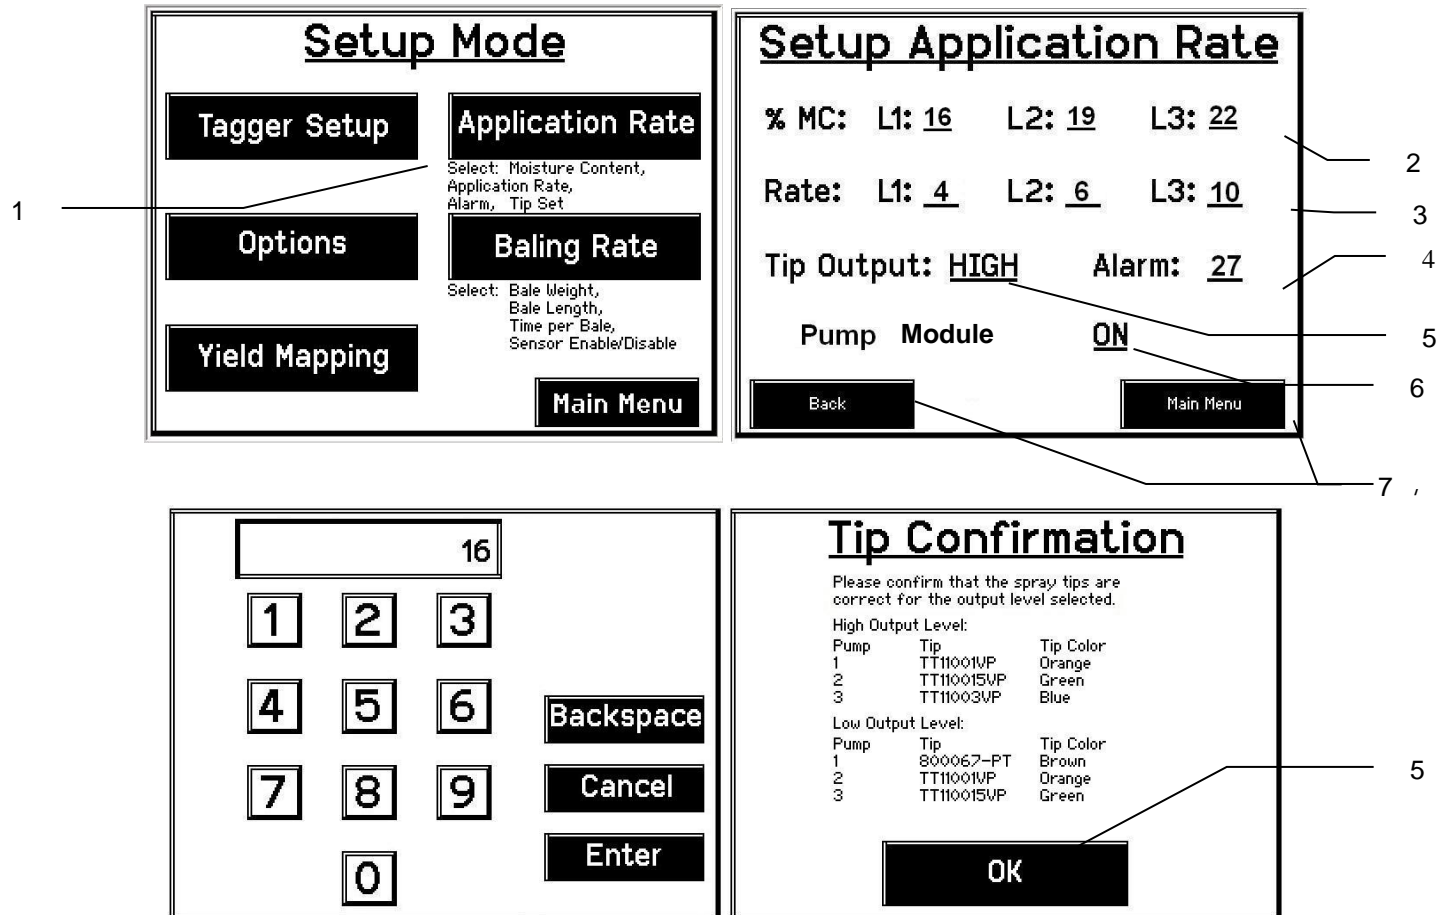 Setup Mode
Tagger Setup
Application Rate
Select: Moisture Content,
Application Rate,
Alarm, Tip Set
1
Options
Baling Rate
Select: Bale Weight,
Bale Length,
Time per Bale,
Sensor Enable/Disable
Yield Mapping
Main Menu
Setup Application Rate
% MC: L1: 16 L2: 19 L3: 22
2
Rate: L1: 4 L2: 6 L3: 10
3
Tip Output: HIGH Alarm: 27
4
Pump Module ON
5
6
Back Main Menu
7 ,
16
1 2 3
4 5 6
Backspace
7 8 9
Cancel
Enter
0
Tip Confirmation
Please confirm that the spray tips are
correct for the output level selected.
High Output Level:
Pump Tip Tip Color
1 TT11001VP Orange
2 TT110015VP Green
3 TT11003VP Blue
Low Output Level:
Pump Tip Tip Color
1 800067-PT Brown
2 TT11001VP Orange
3 TT110015VP Green
5
OK